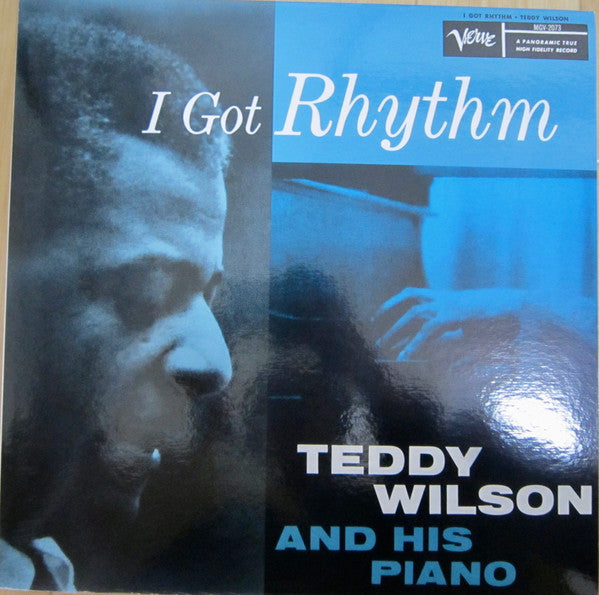 I GOT RHYTHM • TEDDY WILSON
Verve
MGV-2073
A PANORAMIC TRUE
HIGH FIDELITY RECORD
I Got Rhythm
TEDDY
WILSON
AND HIS
PIANO